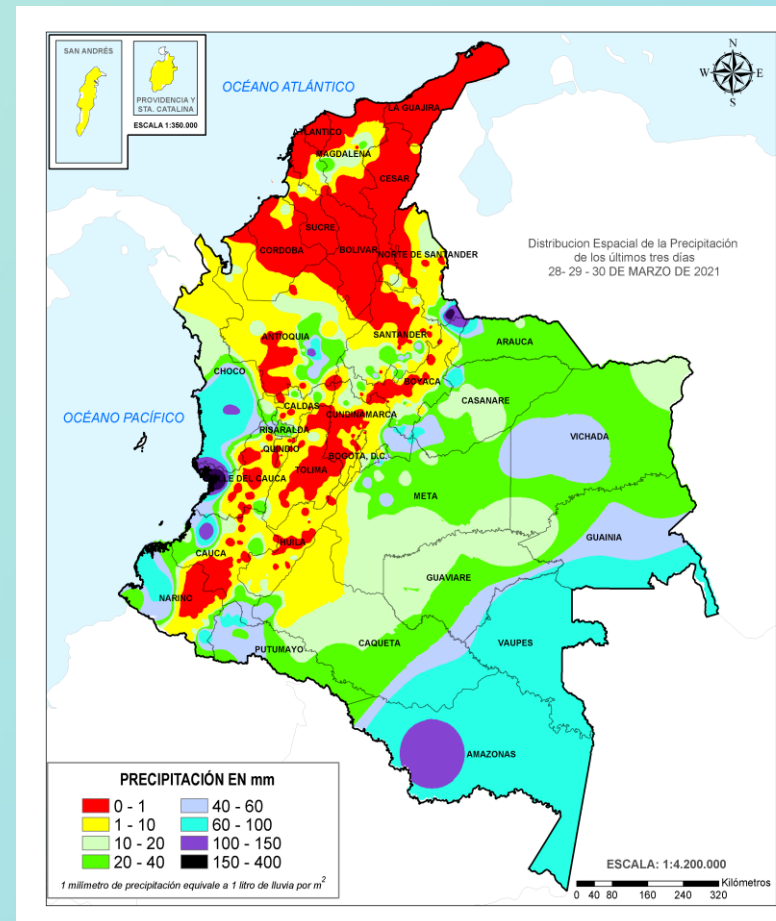 SAN ANDRÉS
PROVIDENCIA Y
STA. CATALINA
ESCALA 1:350.000
OCÉANO ATLÁNTICO
N
W E
S
LA GUAJIRA
ATLANTICO
MAGDALENA
CESAR
SUCRE
CORDOBA
BOLIVAR
NORTE DE SANTANDER
Distribucion Espacial de la Precipitación
de los últimos tres días
28- 29 - 30 DE MARZO DE 2021
ANTIOQUIA
SANTANDER
ARAUCA
CHOCO
BOYACA
CASANARE
CALDAS
CUNDINAMARCA
OCÉANO PACÍFICO
RISARALDA
VICHADA
QUINDIO
BOGOTA, D.C.
TOLIMA
VALLE DEL CAUCA
META
GUAINIA
HUILA
CAUCA
GUAVIARE
NARIÑO
VAUPES
CAQUETA
PUTUMAYO
AMAZONAS
PRECIPITACIÓN EN mm
0 - 1 40 - 60
1 - 10 60 - 100
10 - 20 100 - 150
20 - 40 150 - 400
1 milímetro de precipitación equivale a 1 litro de lluvia por m²
ESCALA: 1:4.200.000
Kilómetros
0 40 80 160 240 320